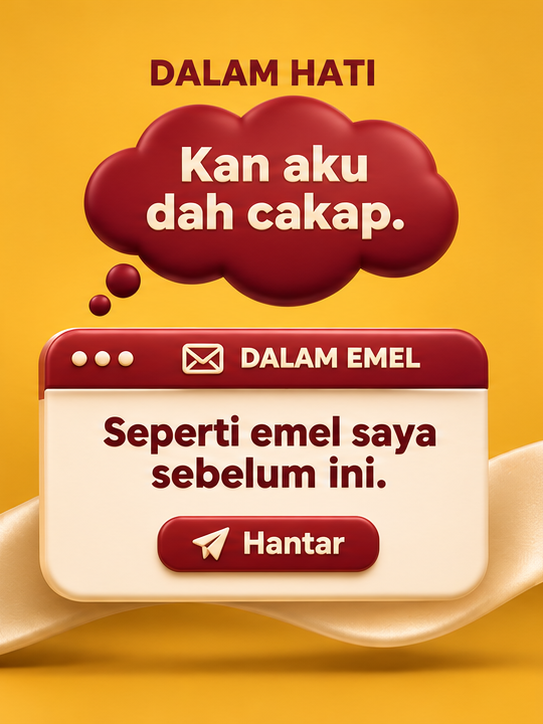 DALAM HATI
Kan aku
dah cakap.
DALAM EMEL
Seperti emel saya
sebelum ini.
Hantar